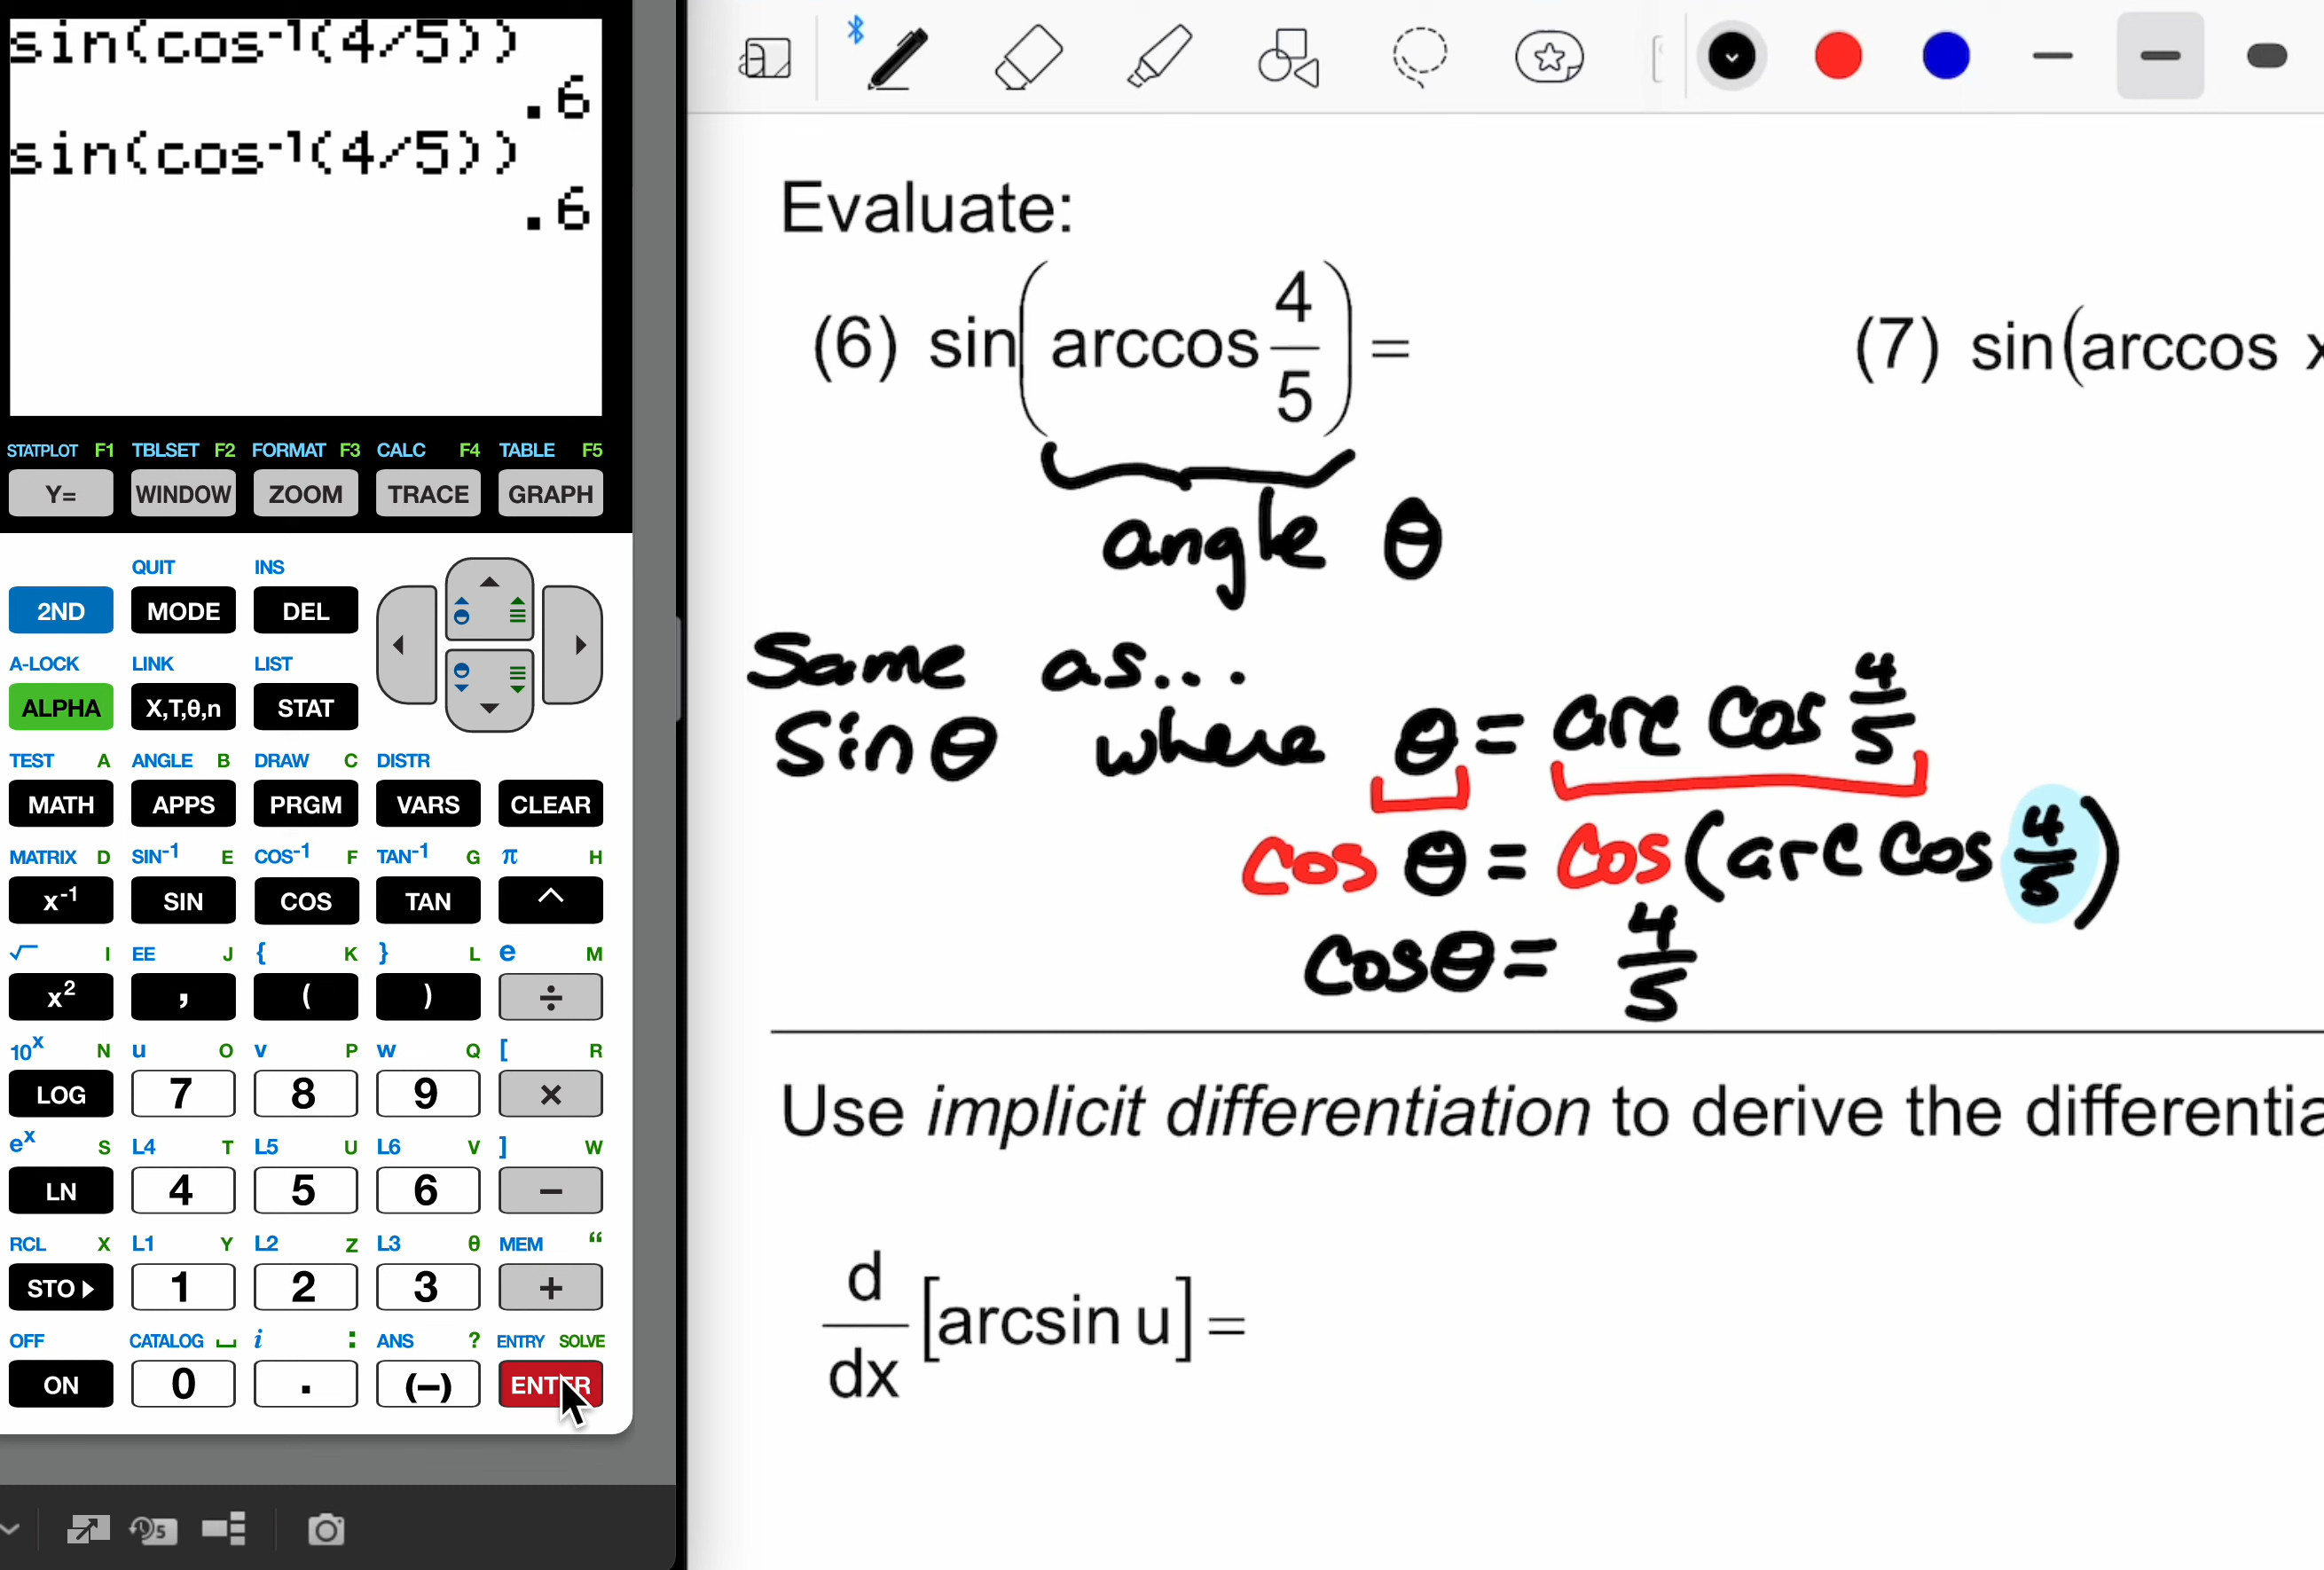 sin(cos⁻¹(4/5))
.6
sin(cos⁻¹(4/5))
.6
STATPLOT F1 TBLSET F2 FORMAT F3 CALC F4 TABLE F5
Y= WINDOW ZOOM TRACE GRAPH
QUIT INS
2ND MODE DEL
A-LOCK LINK LIST
ALPHA X,T,θ,n STAT
TEST A ANGLE B DRAW C DISTR
MATH APPS PRGM VARS CLEAR
MATRIX D SIN⁻¹ E COS⁻¹ F TAN⁻¹ G π H
x⁻¹ SIN COS TAN ^
√ I EE J { K } L e M
x² , ( ) ÷
10ˣ N u O v P w Q [ R
LOG 7 8 9 ×
eˣ S L4 T L5 U L6 V ] W
LN 4 5 6 −
RCL X L1 Y L2 Z L3 θ MEM “
STO 1 2 3 +
OFF CATALOG ⎵ i : ANS ? ENTRY SOLVE
ON 0 . (−) ENTER
5
a
Evaluate:
(6) sin(arccos 4/5) =
(7) sin(arccos x
angle θ
Same as...
sin θ where θ = arc cos 4/5
cos θ = cos(arc cos 4/5)
cos θ = 4/5
Use implicit differentiation to derive the differentia
d/dx [arcsin u] =